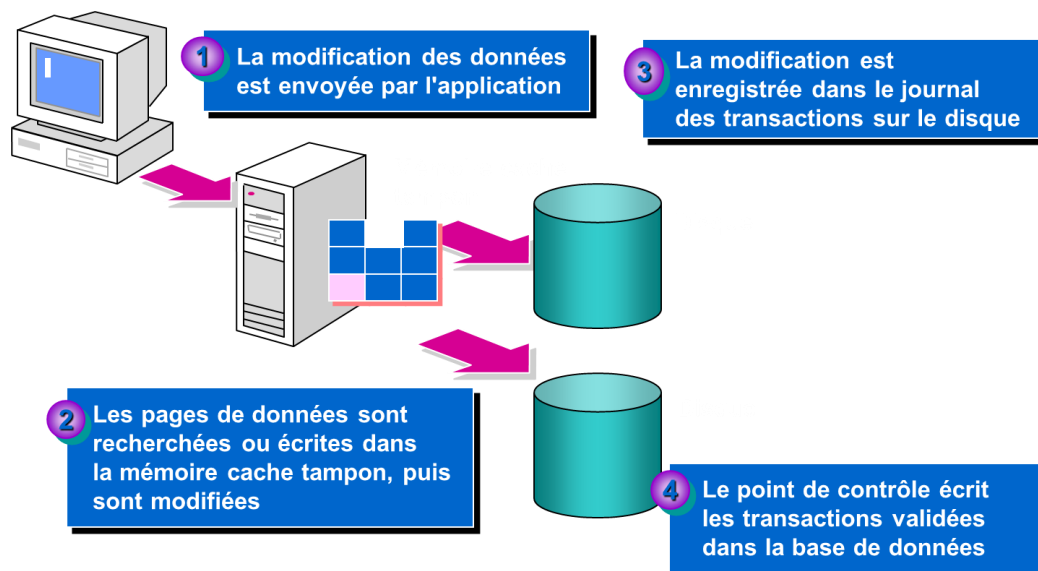 1
La modification des données
est envoyée par l'application
2
Les pages de données sont
recherchées ou écrites dans
la mémoire cache tampon, puis
sont modifiées
3
La modification est
enregistrée dans le journal
des transactions sur le disque
4
Le point de contrôle écrit
les transactions validées
dans la base de données